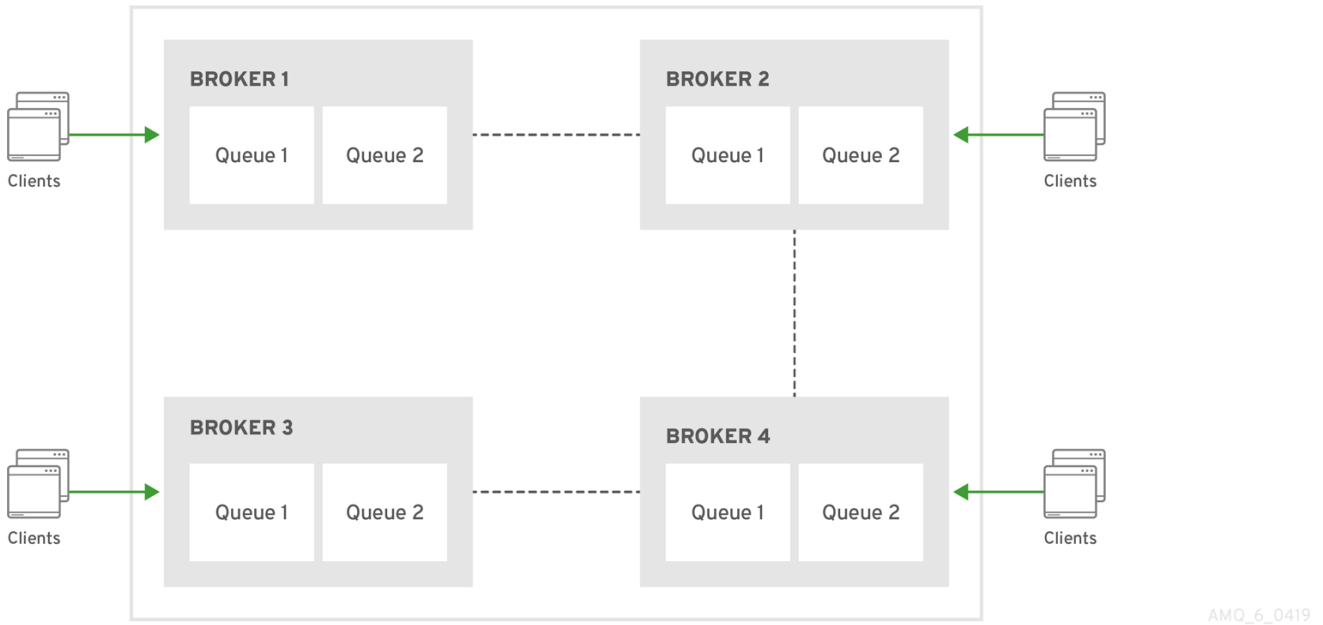 BROKER 1
BROKER 2
Queue 1
Queue 2
Queue 1
Queue 2
Clients
Clients
BROKER 3
BROKER 4
Queue 1
Queue 2
Queue 1
Queue 2
Clients
Clients
AMQ_6_0419